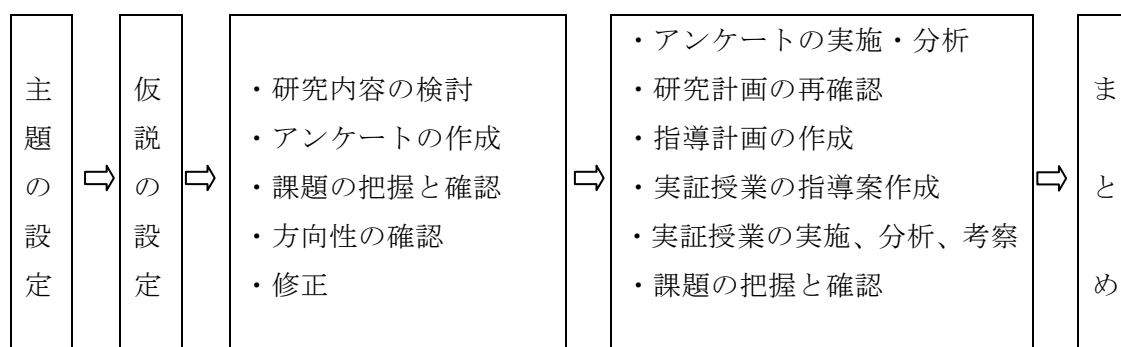 主題の設定
仮説の設定
・研究内容の検討
・アンケートの作成
・課題の把握と確認
・方向性の確認
・修正
・アンケートの実施・分析
・研究計画の再確認
・指導計画の作成
・実証授業の指導案作成
・実証授業の実施、分析、考察
・課題の把握と確認
まとめ